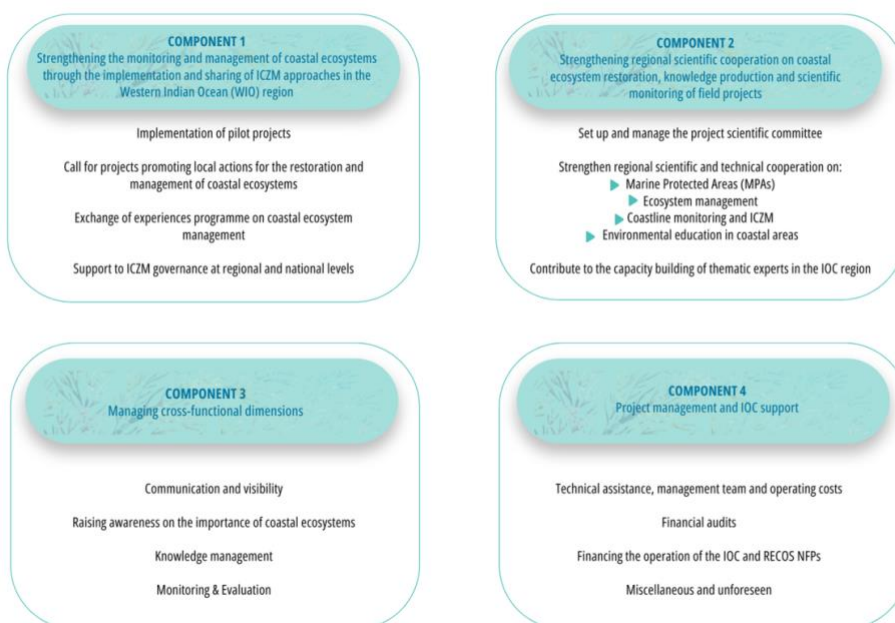 COMPONENT 1
Strengthening the monitoring and management of coastal ecosystems
through the implementation and sharing of ICZM approaches in the
Western Indian Ocean (WIO) region
Implementation of pilot projects
Call for projects promoting local actions for the restoration and
management of coastal ecosystems
Exchange of experiences programme on coastal ecosystem
management
Support to ICZM governance at regional and national levels
COMPONENT 2
Strengthening regional scientific cooperation on coastal
ecosystem restoration, knowledge production and scientific
monitoring of field projects
Set up and manage the project scientific committee
Strengthen regional scientific and technical cooperation on:
Marine Protected Areas (MPAs)
Ecosystem management
Coastline monitoring and ICZM
Environmental education in coastal areas
Contribute to the capacity building of thematic experts in the IOC region
COMPONENT 3
Managing cross-functional dimensions
Communication and visibility
Raising awareness on the importance of coastal ecosystems
Knowledge management
Monitoring & Evaluation
COMPONENT 4
Project management and IOC support
Technical assistance, management team and operating costs
Financial audits
Financing the operation of the IOC and RECOS NFPs
Miscellaneous and unforeseen